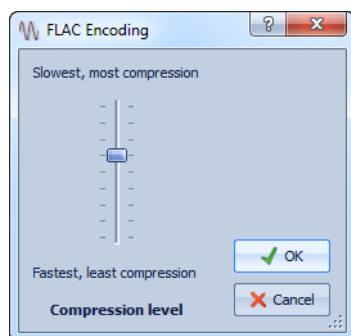 FLAC Encoding
?
Slowest, most compression
OK
Fastest, least compression
Cancel
Compression level